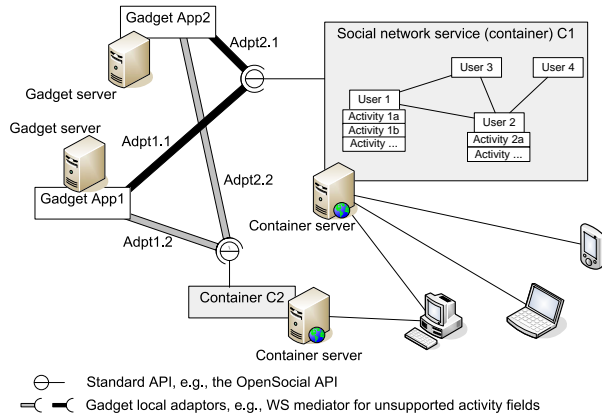 Gadget App2
Adpt2.1
Social network service (container) C1
User 3
User 4
Gadget server
User 1
Activity 1a
Activity 1b
Activity ...
User 2
Activity 2a
Activity ...
Gadget server
Adpt1.1
Adpt2.2
Gadget App1
Container server
Adpt1.2
Container C2
Container server
Standard API, e.g., the OpenSocial API
Gadget local adaptors, e.g., WS mediator for unsupported activity fields